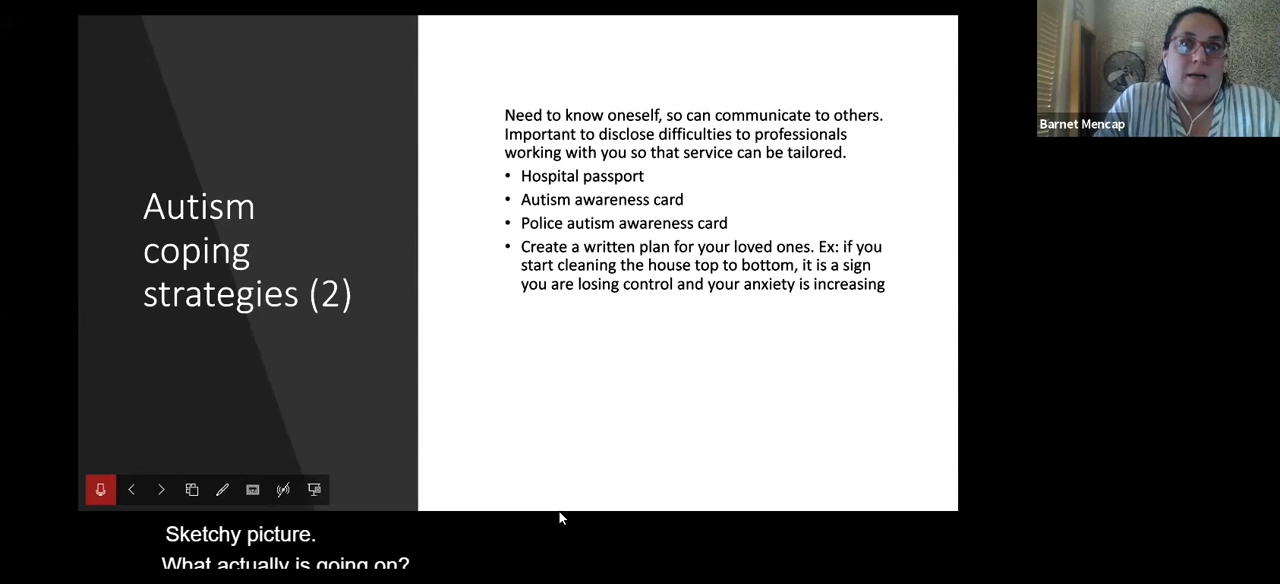 Autism
coping
strategies (2)
Need to know oneself, so can communicate to others.
Important to disclose difficulties to professionals
working with you so that service can be tailored.
• Hospital passport
• Autism awareness card
• Police autism awareness card
• Create a written plan for your loved ones. Ex: if you
start cleaning the house top to bottom, it is a sign
you are losing control and your anxiety is increasing
Barnet Mencap
Sketchy picture.
What actually is going on?